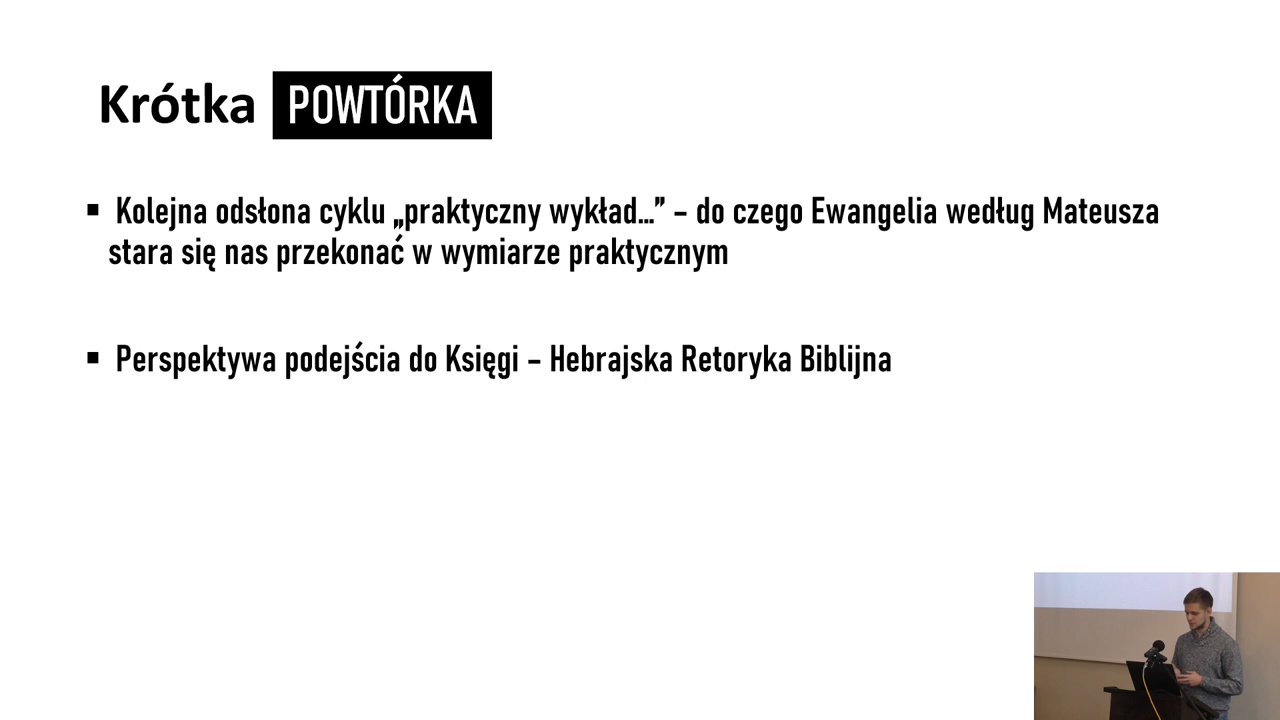 Krótka POWTÓRKA
▪ Kolejna odsłona cyklu „praktyczny wykład...” – do czego Ewangelia według Mateusza
stara się nas przekonać w wymiarze praktycznym
▪ Perspektywa podejścia do Księgi – Hebrajska Retoryka Biblijna